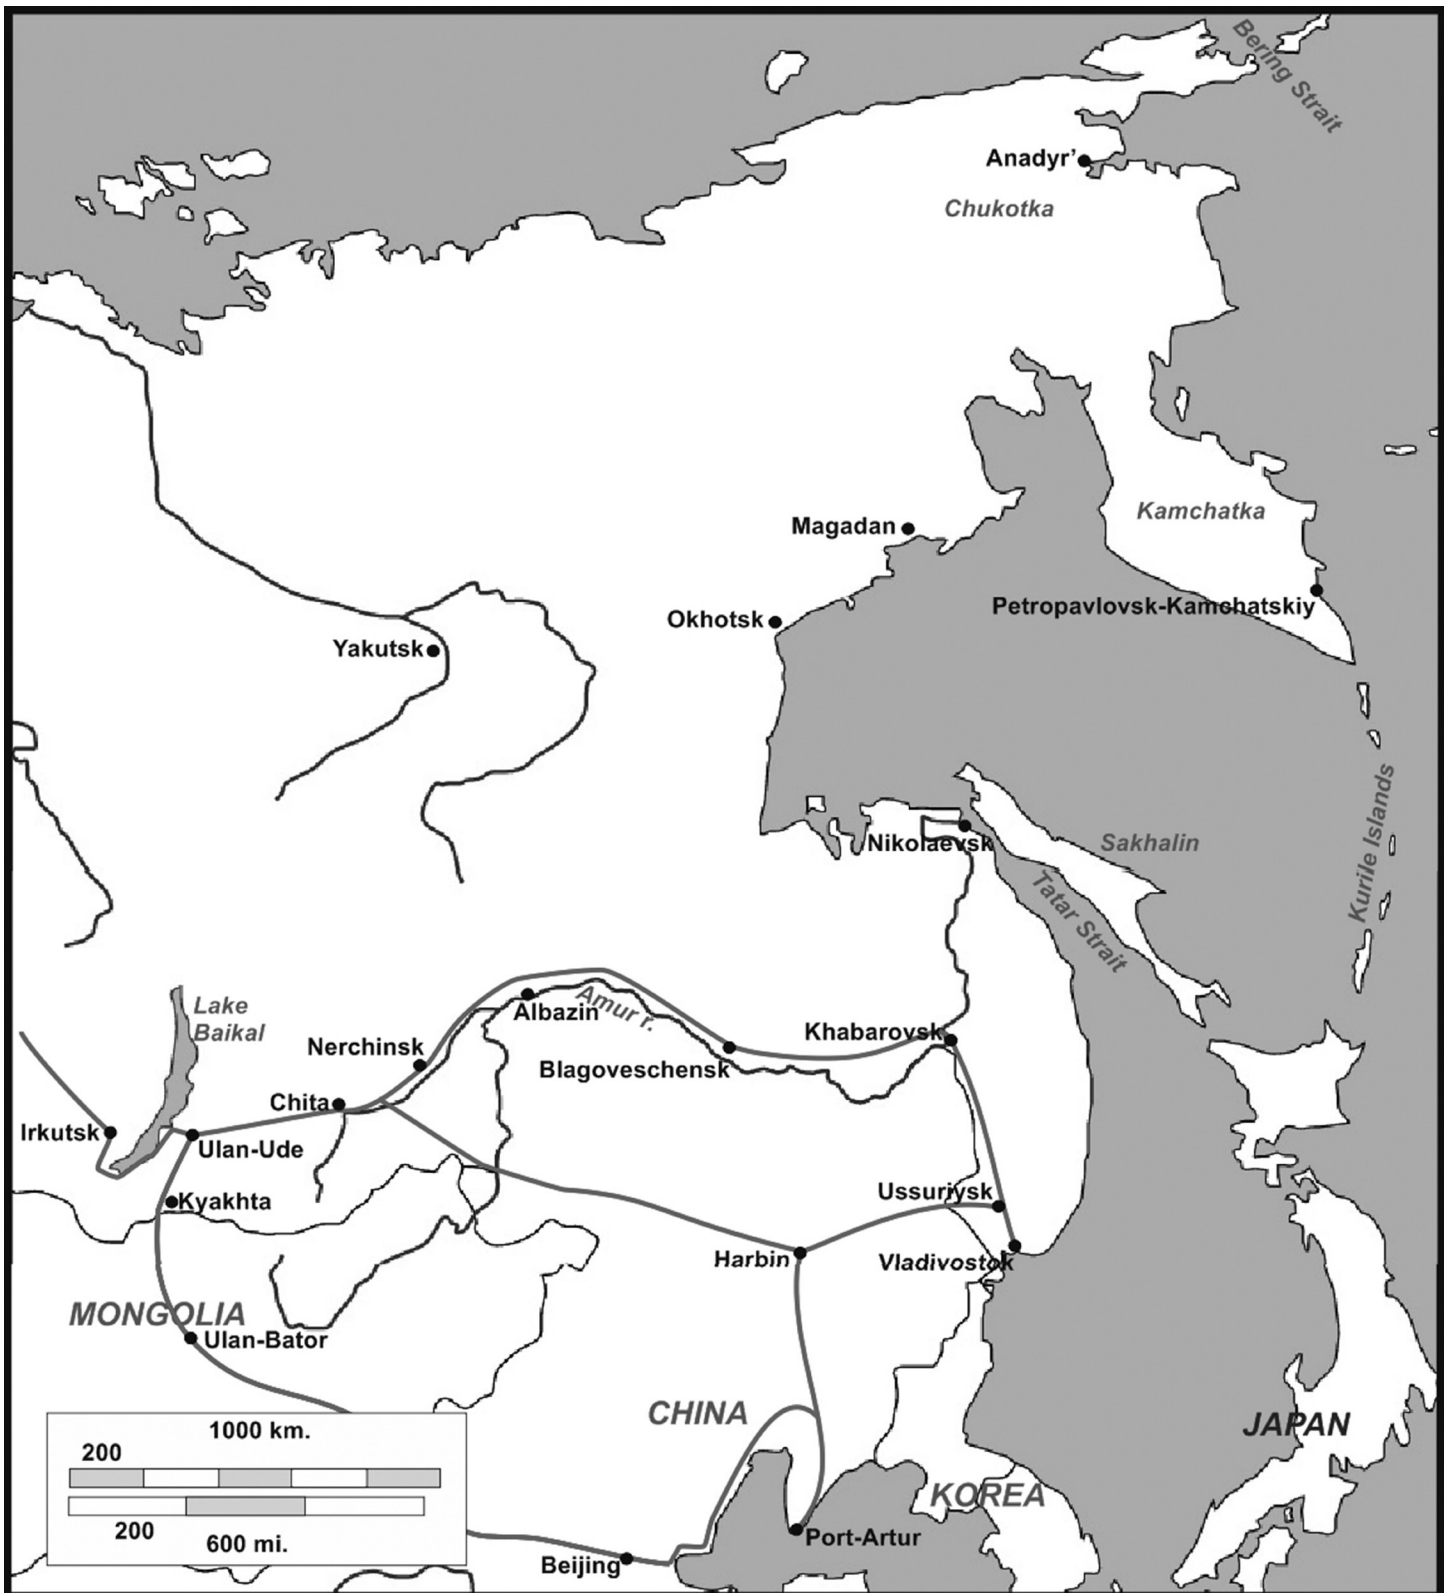 Bering Strait
Anadyr’
Chukotka
Kamchatka
Magadan
Petropavlovsk-Kamchatskiy
Okhotsk
Yakutsk
Kurile Islands
Nikolaevsk
Sakhalin
Tatar Strait
Lake
Baikal
Albazin
Amur r.
Khabarovsk
Nerchinsk
Blagoveschensk
Chita
Irkutsk
Ulan-Ude
Kyakhta
Ussuriysk
Harbin
Vladivostok
MONGOLIA
Ulan-Bator
CHINA
JAPAN
KOREA
1000 km.
200
200
600 mi.
Port-Artur
Beijing